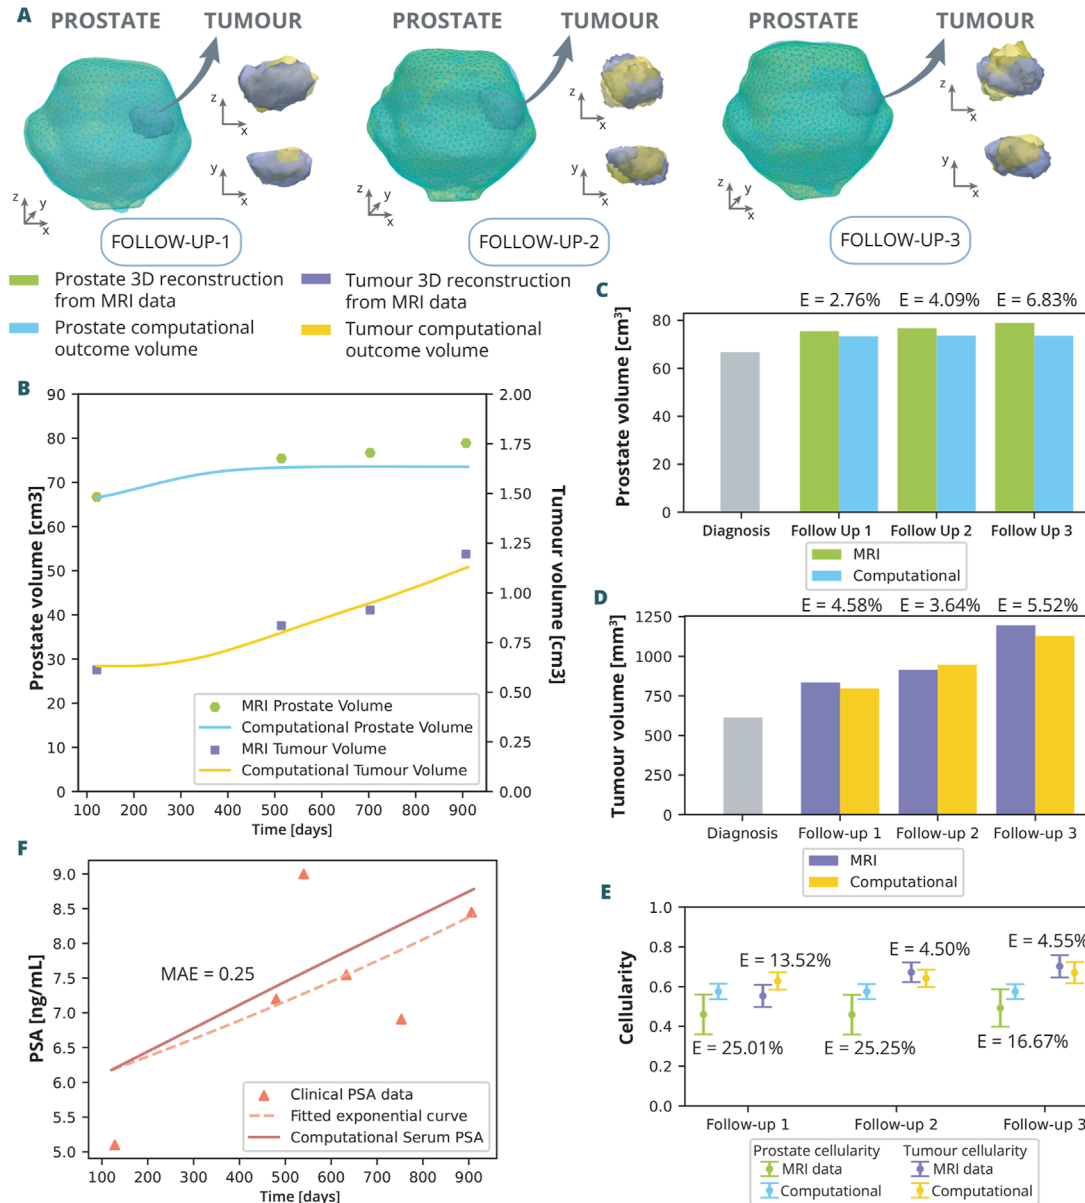 A
PROSTATE
TUMOUR
PROSTATE
TUMOUR
PROSTATE
TUMOUR
z
x
z
x
z
x
y
x
y
x
y
x
z
y
x
z
y
x
z
y
x
FOLLOW-UP-1
FOLLOW-UP-2
FOLLOW-UP-3
Prostate 3D reconstruction
from MRI data
Tumour 3D reconstruction
from MRI data
Prostate computational
outcome volume
Tumour computational
outcome volume
B
90
80
70
60
50
40
30
20
10
0
Prostate volume [cm3]
2.00
1.75
1.50
1.25
1.00
0.75
0.50
0.25
0.00
Tumour volume [cm3]
MRI Prostate Volume
Computational Prostate Volume
MRI Tumour Volume
Computational Tumour Volume
100 200 300 400 500 600 700 800 900
Time [days]
C
E = 2.76% E = 4.09% E = 6.83%
80
60
40
20
0
Prostate volume [cm³]
Diagnosis Follow Up 1 Follow Up 2 Follow Up 3
MRI
Computational
D
E = 4.58% E = 3.64% E = 5.52%
1250
1000
750
500
250
0
Tumour volume [mm³]
Diagnosis Follow-up 1 Follow-up 2 Follow-up 3
MRI
Computational
F
9.0
8.5
8.0
7.5
7.0
6.5
6.0
5.5
5.0
PSA [ng/mL]
MAE = 0.25
Clinical PSA data
Fitted exponential curve
Computational Serum PSA
100 200 300 400 500 600 700 800 900
Time [days]
E
1.0
0.8
0.6
0.4
0.2
0.0
Cellularity
E = 13.52%
E = 4.50%
E = 4.55%
E = 25.01%
E = 25.25%
E = 16.67%
Follow-up 1 Follow-up 2 Follow-up 3
Prostate cellularity Tumour cellularity
MRI data MRI data
Computational Computational